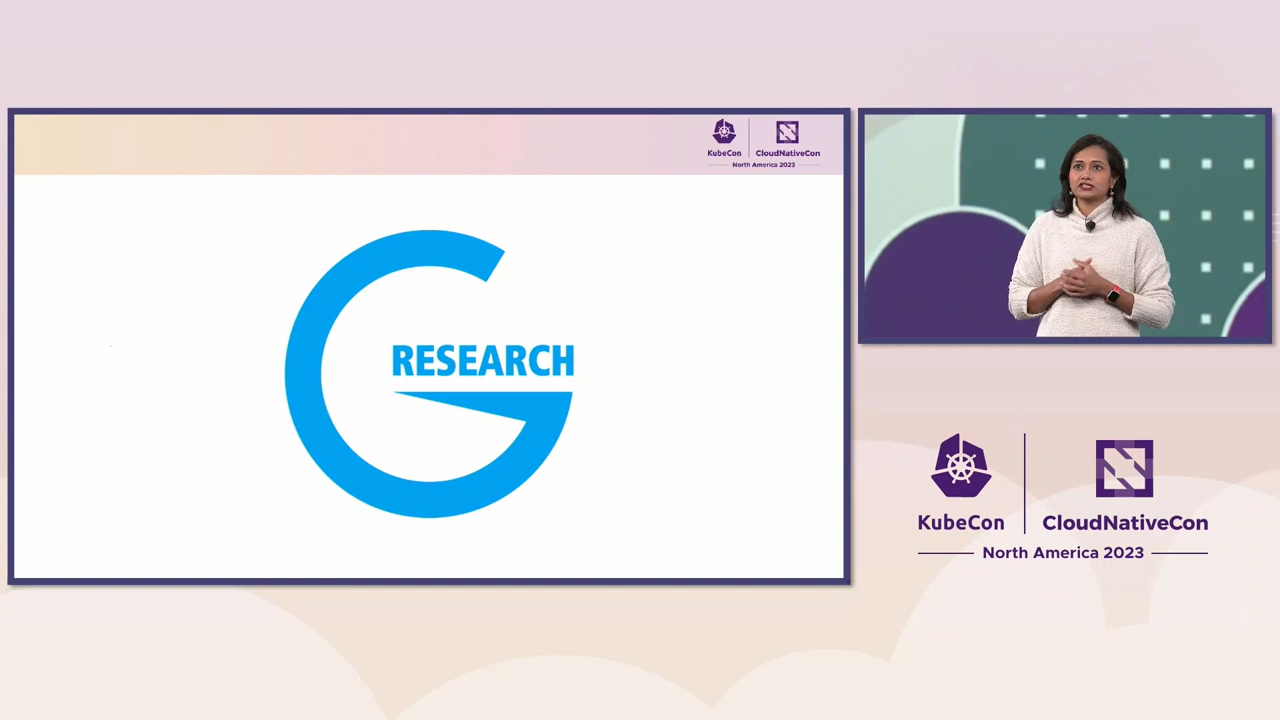 KubeCon
CloudNativeCon
North America 2023
RESEARCH
KubeCon
CloudNativeCon
North America 2023